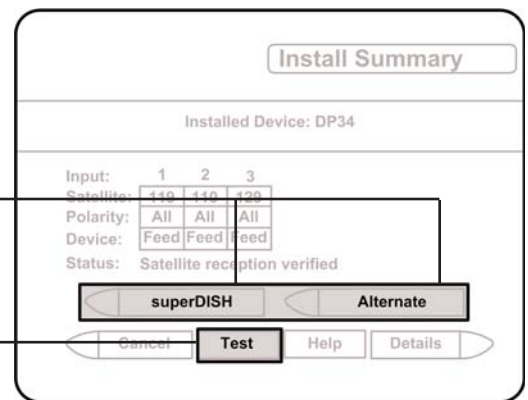 Install Summary
Installed Device: DP34
Input: 1 2 3
Satellite: 119 110 129
Polarity: All All All
Device: Feed Feed Feed
Status: Satellite reception verified
superDISH Alternate
Cancel Test Help Details